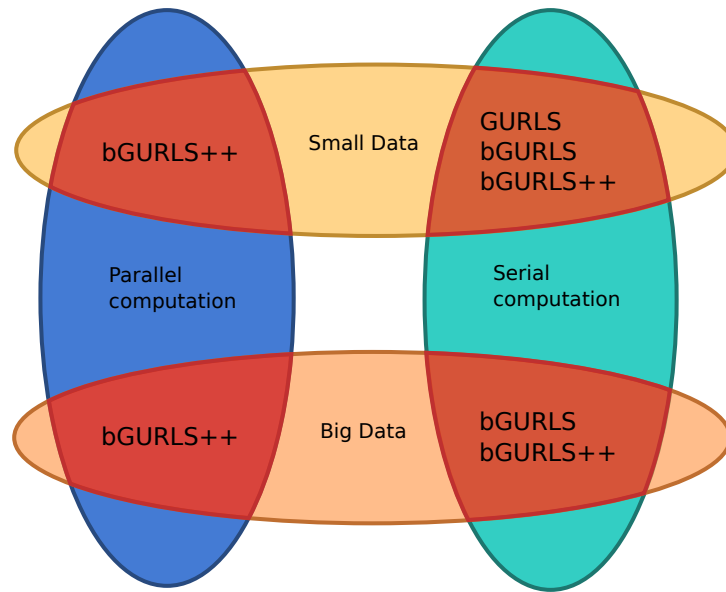 GURLS
bGURLS
bGURLS++
Small Data
bGURLS++
Parallel
computation
Serial
computation
bGURLS++
Big Data
bGURLS
bGURLS++